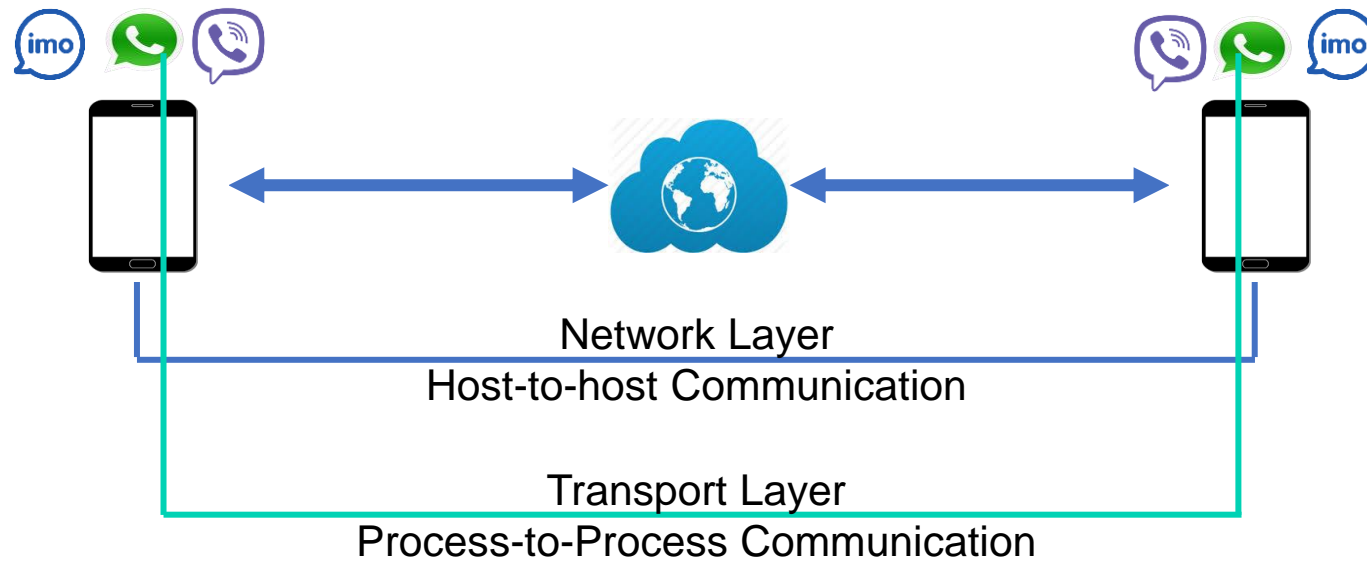 imo
imo
Network Layer
Host-to-host Communication
Transport Layer
Process-to-Process Communication